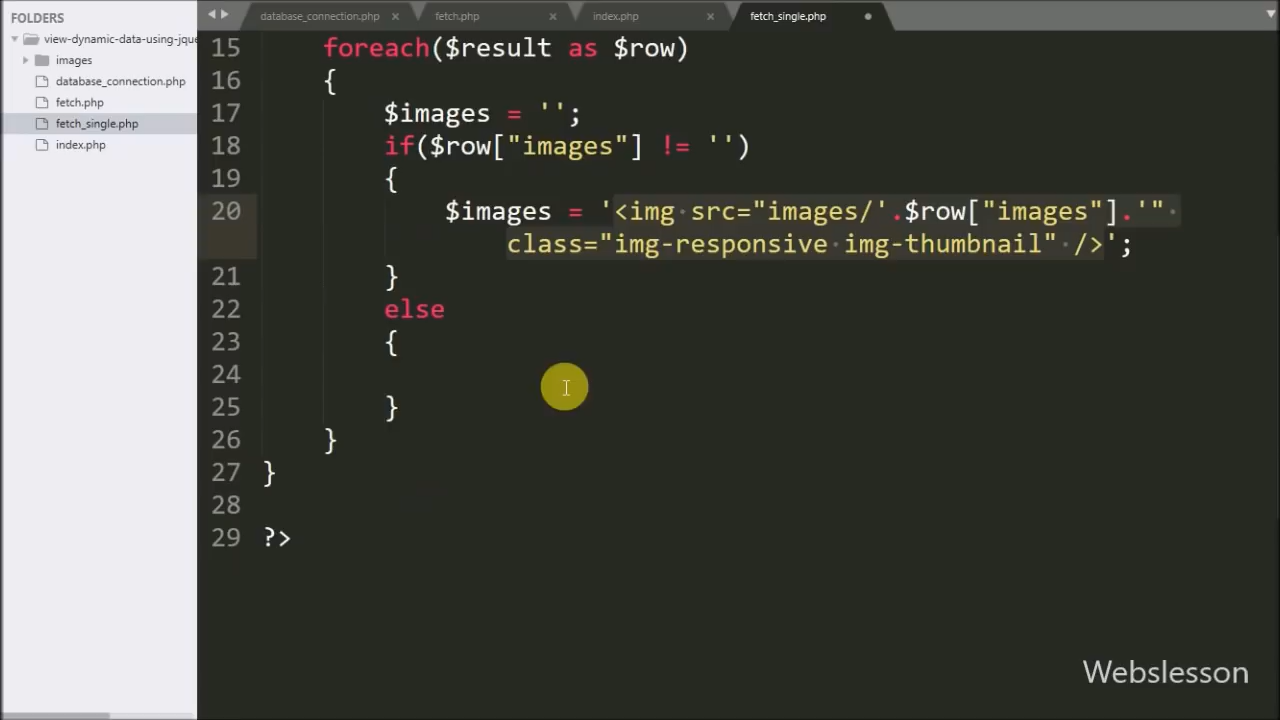 FOLDERS
view-dynamic-data-using-jque
images
database_connection.php
fetch.php
fetch_single.php
index.php
database_connection.php × fetch.php × index.php × fetch_single.php
15 foreach($result as $row)
16 {
17 $images = '';
18 if($row["images"] != '')
19 {
20 $images = '<img src="images/'.$row["images"].'"
class="img-responsive img-thumbnail" />';
21 }
22 else
23 {
24
25 }
26 }
27 }
28
29 ?>
Webslesson